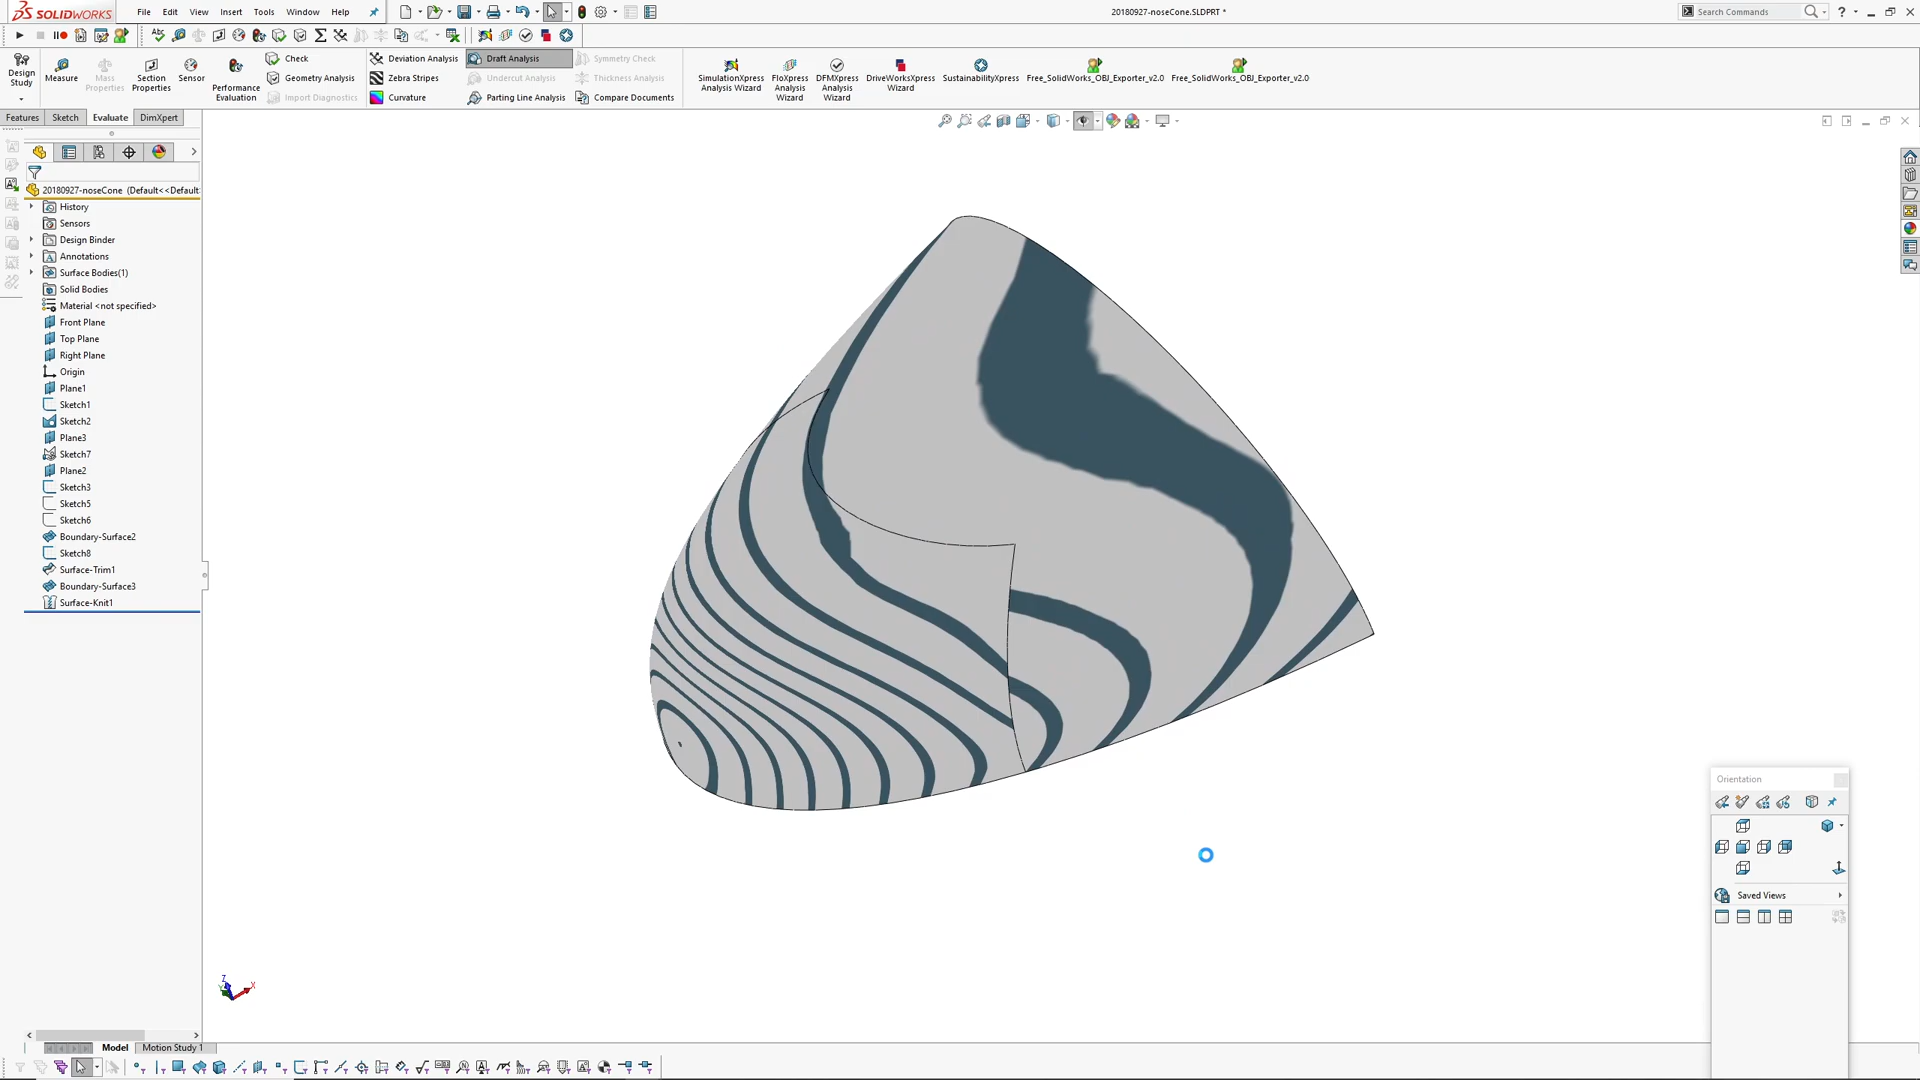 SOLIDWORKS File Edit View Insert Tools Window Help 20180927-noseCone.SLDPRT * Search Commands
Design Study
Measure
Mass Properties
Section Properties
Sensor
Performance Evaluation
Check
Geometry Analysis
Import Diagnostics
Deviation Analysis
Zebra Stripes
Curvature
Draft Analysis
Undercut Analysis
Parting Line Analysis
Symmetry Check
Thickness Analysis
Compare Documents
SimulationXpress Analysis Wizard
FloXpress Analysis Wizard
DFMXpress Analysis Wizard
DriveWorksXpress Wizard
SustainabilityXpress
Free_SolidWorks_OBJ_Exporter_v2.0
Free_SolidWorks_OBJ_Exporter_v2.0
Features Sketch Evaluate DimXpert
20180927-noseCone (Default<<Default
History
Sensors
Design Binder
Annotations
Surface Bodies(1)
Solid Bodies
Material <not specified>
Front Plane
Top Plane
Right Plane
Origin
Plane1
Sketch1
Sketch2
Plane3
Sketch7
Plane2
Sketch3
Sketch5
Sketch6
Boundary-Surface2
Sketch8
Surface-Trim1
Boundary-Surface3
Surface-Knit1
Orientation
Saved Views
Z
Y
X
Model Motion Study 1